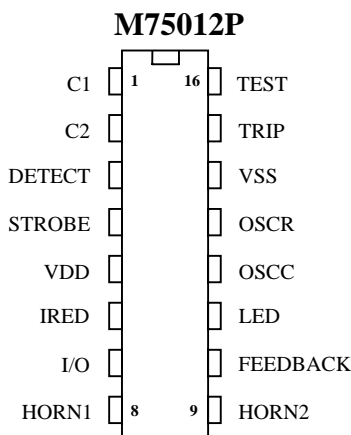 M75012P
C1 1 16 TEST
C2 TRIP
DETECT VSS
STROBE OSCR
VDD OSCC
IRED LED
I/O FEEDBACK
HORN1 8 9 HORN2